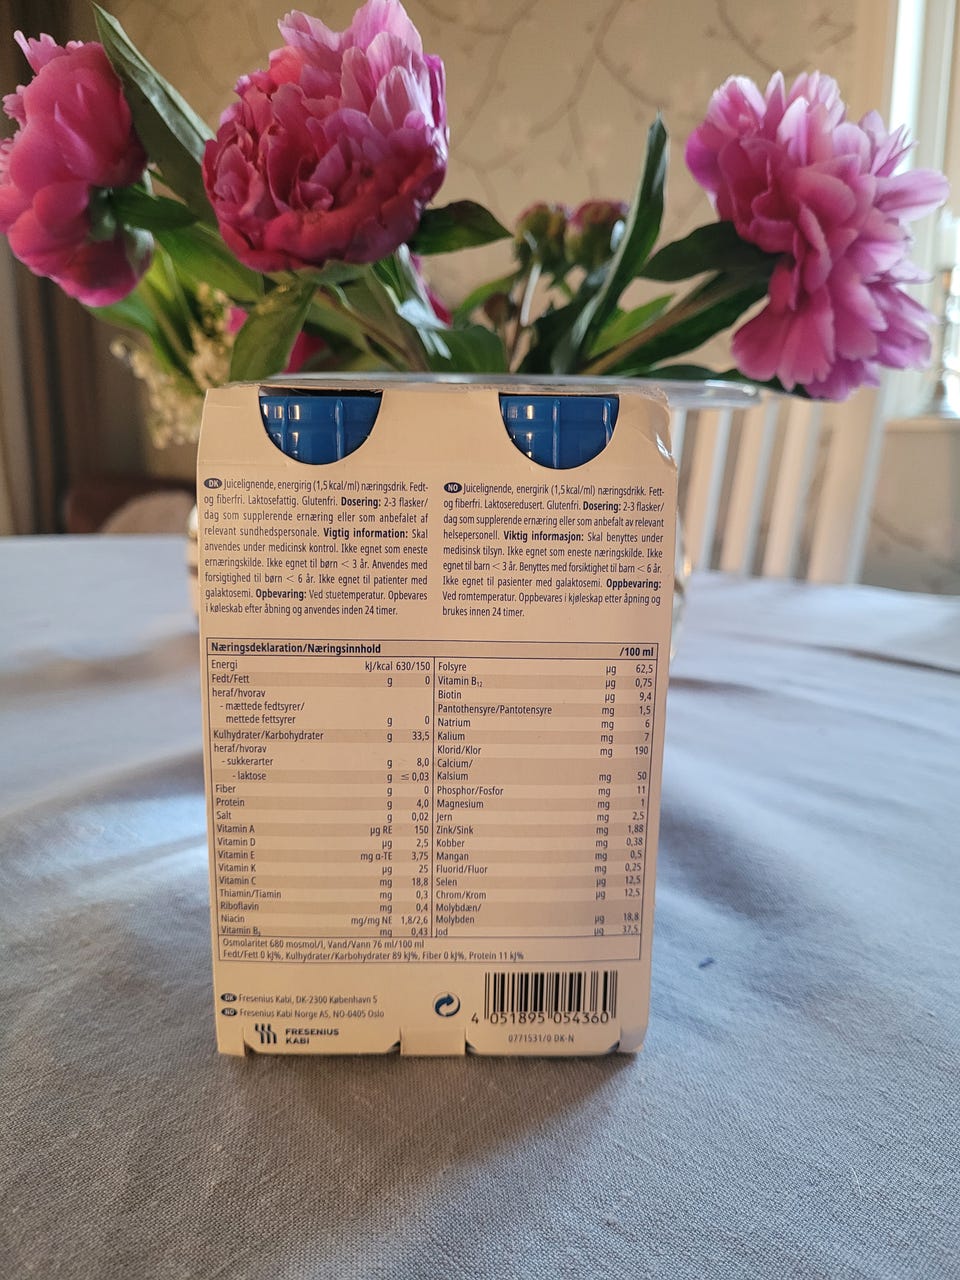 DK Juicelignende, energirig (1,5 kcal/ml) næringsdrik. Fedt-
og fiberfri. Laktosefattig. Glutenfri. Dosering: 2-3 flasker/
dag som supplerende ernæring eller som anbefalet af
relevant sundhedspersonale. Vigtig information: Skal
anvendes under medicinsk kontrol. Ikke egnet som eneste
ernæringskilde. Ikke egnet til børn < 3 år. Anvendes med
forsigtighed til børn < 6 år. Ikke egnet til patienter med
galaktosemi. Opbevaring: Ved stuetemperatur. Opbevares
i køleskab efter åbning og anvendes inden 24 timer.
NO Juicelignende, energirik (1,5 kcal/ml) næringsdrikk. Fett-
og fiberfri. Laktoseredusert. Glutenfri. Dosering: 2-3 flasker/
dag som supplerende ernæring eller som anbefalt av relevant
helsepersonell. Viktig informasjon: Skal benyttes under
medisinsk tilsyn. Ikke egnet som eneste næringskilde. Ikke
egnet til barn < 3 år. Benyttes med forsiktighet til barn < 6 år.
Ikke egnet til pasienter med galaktosemi. Oppbevaring:
Ved romtemperatur. Oppbevares i kjøleskap etter åpning og
brukes innen 24 timer.
Næringsdeklaration/Næringsinnhold /100 ml
Energi kJ/kcal 630/150
Fedt/Fett g 0
heraf/hvorav
- mættede fedtsyrer/
mettede fettsyrer g 0
Kulhydrater/Karbohydrater g 33,5
heraf/hvorav
- sukkerarter g 8,0
- laktose g ≤ 0,03
Fiber g 0
Protein g 4,0
Salt g 0,02
Vitamin A µg RE 150
Vitamin D µg 2,5
Vitamin E mg α-TE 3,75
Vitamin K µg 25
Vitamin C mg 18,8
Thiamin/Tiamin mg 0,3
Riboflavin mg 0,4
Niacin mg/mg NE 1,8/2,6
Vitamin B₆ mg 0,43
Folsyre µg 62,5
Vitamin B₁₂ µg 0,75
Biotin µg 9,4
Pantothensyre/Pantotensyre mg 1,5
Natrium mg 6
Kalium mg 7
Klorid/Klor mg 190
Calcium/
Kalsium mg 50
Phosphor/Fosfor mg 11
Magnesium mg 1
Jern mg 2,5
Zink/Sink mg 1,88
Kobber mg 0,38
Mangan mg 0,5
Fluorid/Fluor mg 0,25
Selen µg 12,5
Chrom/Krom µg 12,5
Molybdæn/
Molybden µg 18,8
Jod µg 37,5
Osmolaritet 680 mosmol/l, Vand/Vann 76 ml/100 ml
Fedt/Fett 0 kJ%, Kulhydrater/Karbohydrater 89 kJ%, Fiber 0 kJ%, Protein 11 kJ%
DK Fresenius Kabi, DK-2300 København S
NO Fresenius Kabi Norge AS, NO-0405 Oslo
FRESENIUS
KABI
4 051895 054360
0771531/0 DK-N